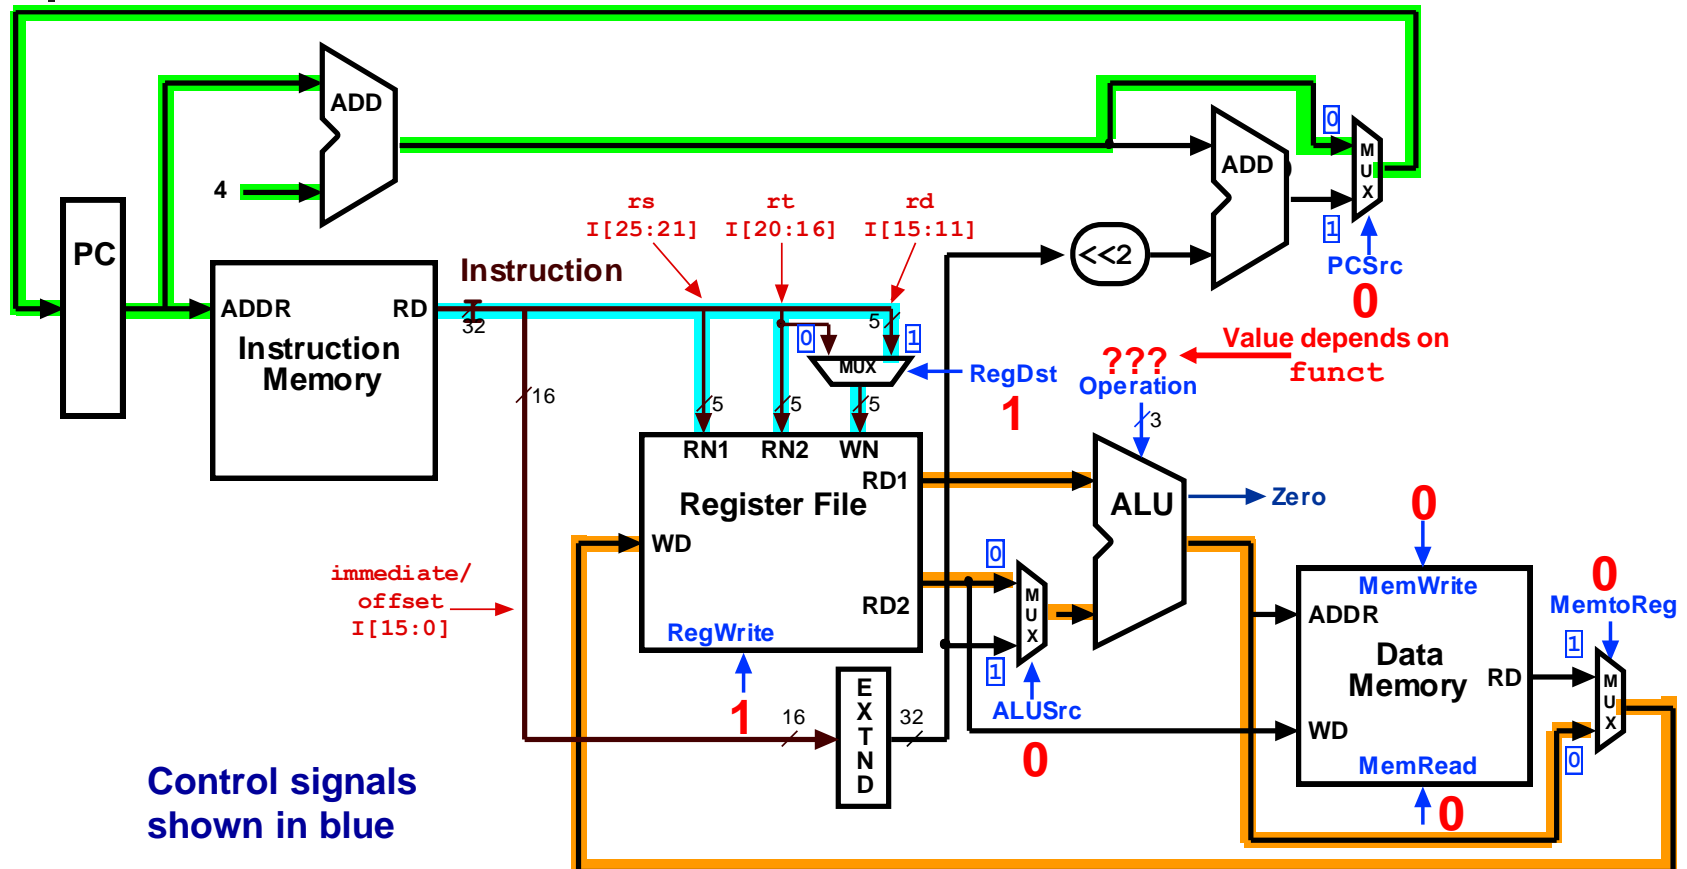 ADD
4
PC
ADDR
RD
Instruction
Memory
Instruction
32
rs
I[25:21]
rt
I[20:16]
rd
I[15:11]
5
0
1
MUX
RegDst
1
16
5
5
5
RN1
RN2
WN
RD1
Register File
WD
RD2
RegWrite
1
immediate/
offset
I[15:0]
16
EXTND
32
<<2
ADD
0
MUX
1
PCSrc
0
Value depends on
funct
???
Operation
3
ALU
Zero
0
MUX
1
ALUSrc
0
0
MemWrite
ADDR
Data
Memory
RD
WD
MemRead
0
0
MemtoReg
1
MUX
0
Control signals
shown in blue